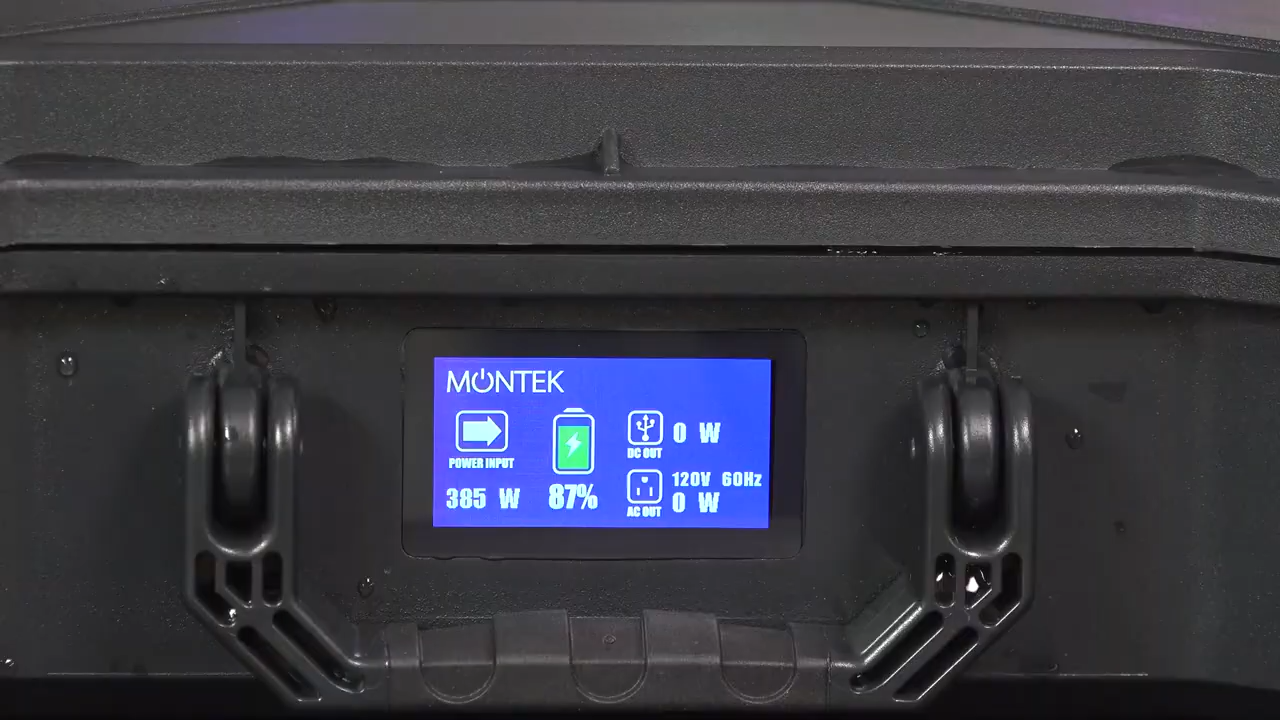 MONTEK
POWER INPUT
385 W
87%
DC OUT
0 W
120V 60Hz
AC OUT
0 W